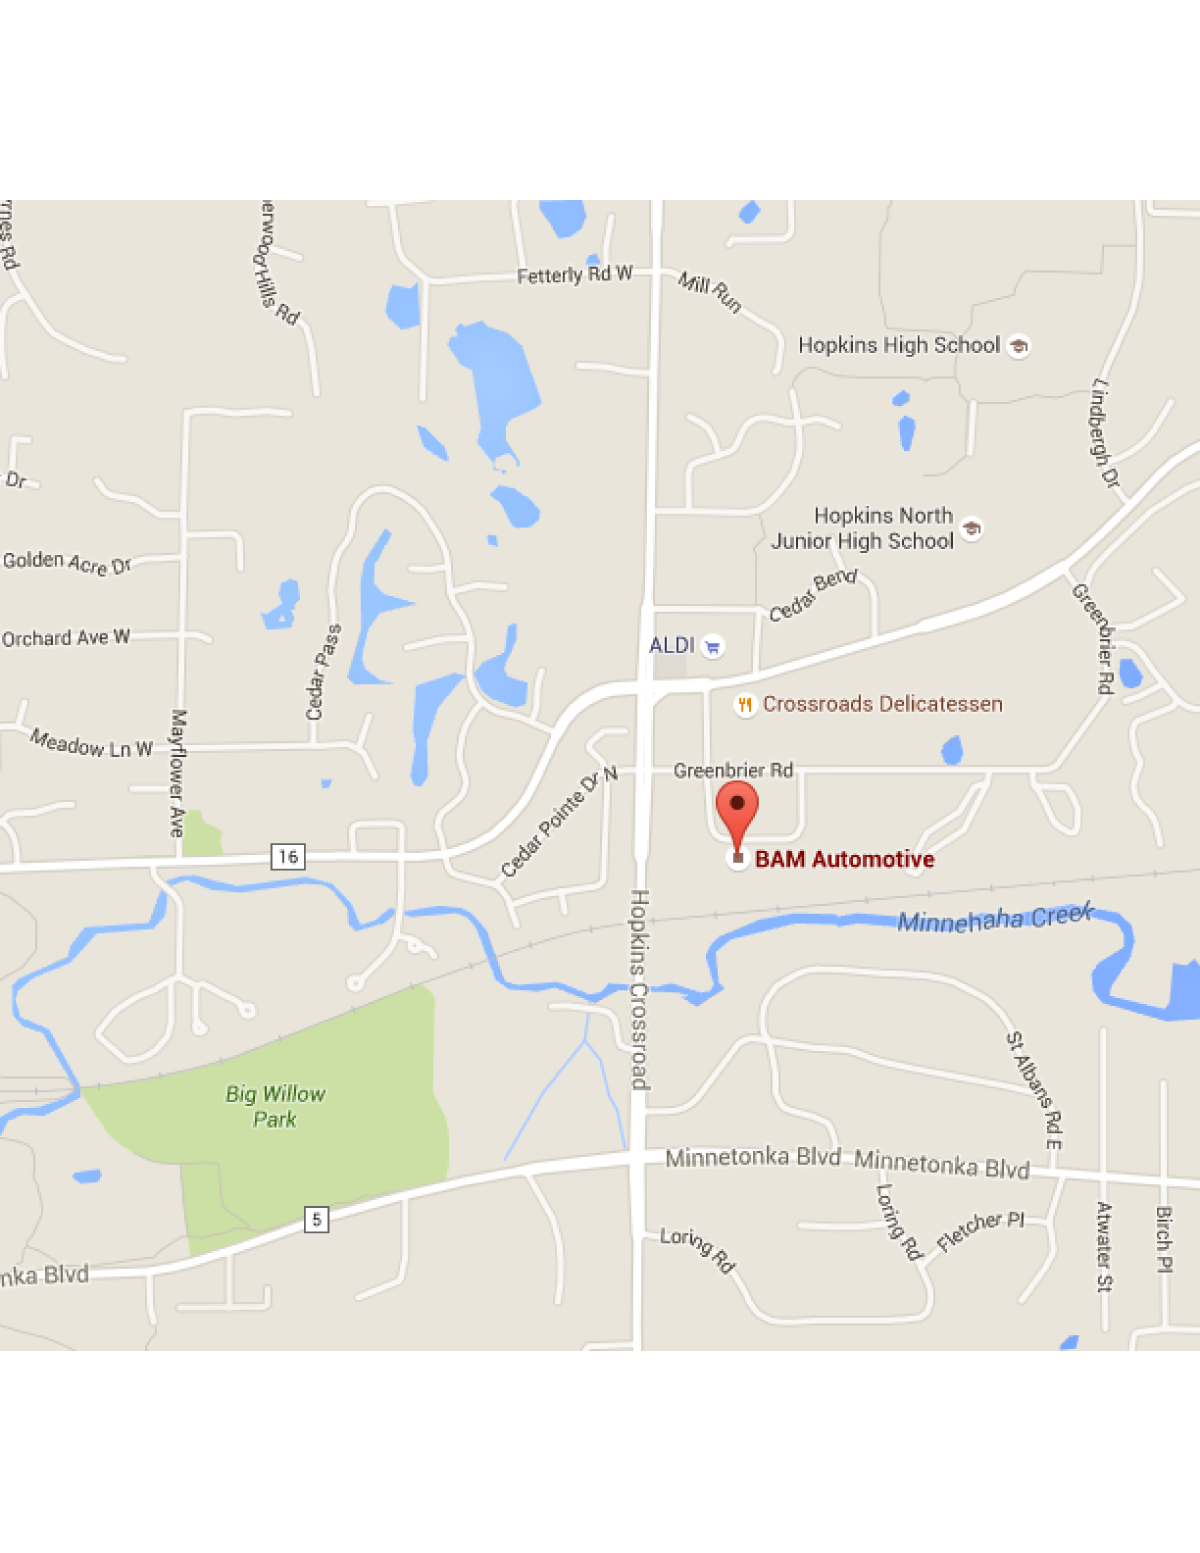 Fetterly Rd W
Mill Run
Hills Rd
Hopkins High School
Lindbergh Dr
Dr
Hopkins North
Junior High School
Golden Acre Dr
Cedar Bend
Greenbrier Rd
Orchard Ave W
Cedar Pass
ALDI
Crossroads Delicatessen
Mayflower Ave
Meadow Ln W
Cedar Pointe Dr N
Greenbrier Rd
16
BAM Automotive
Hopkins Crossroad
Minnehaha Creek
St Albans Rd E
Big Willow
Park
Minnetonka Blvd
Minnetonka Blvd
5
Loring Rd
Loring Rd
Fletcher Pl
Atwater St
Birch Pl
nka Blvd